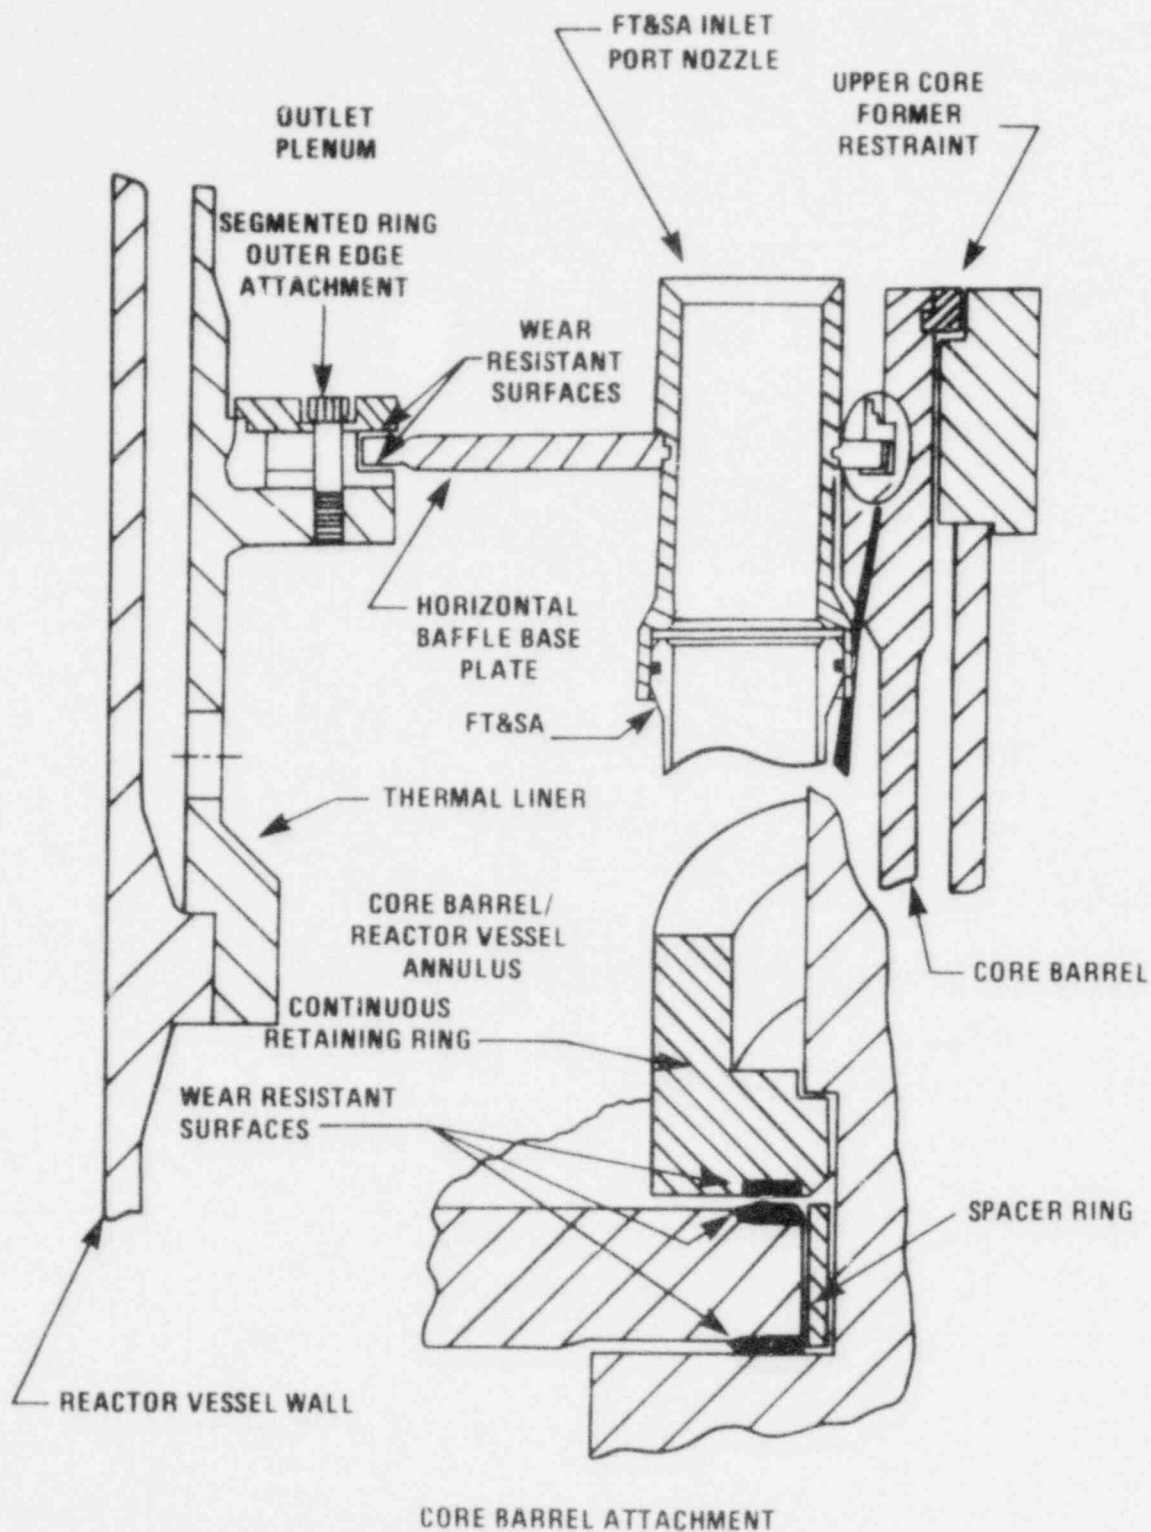 FT&SA INLET
PORT NOZZLE
UPPER CORE
FORMER
RESTRAINT
OUTLET
PLENUM
SEGMENTED RING
OUTER EDGE
ATTACHMENT
WEAR
RESISTANT
SURFACES
HORIZONTAL
BAFFLE BASE
PLATE
FT&SA
THERMAL LINER
CORE BARREL/
REACTOR VESSEL
ANNULUS
CORE BARREL
CONTINUOUS
RETAINING RING
WEAR RESISTANT
SURFACES
SPACER RING
REACTOR VESSEL WALL
CORE BARREL ATTACHMENT